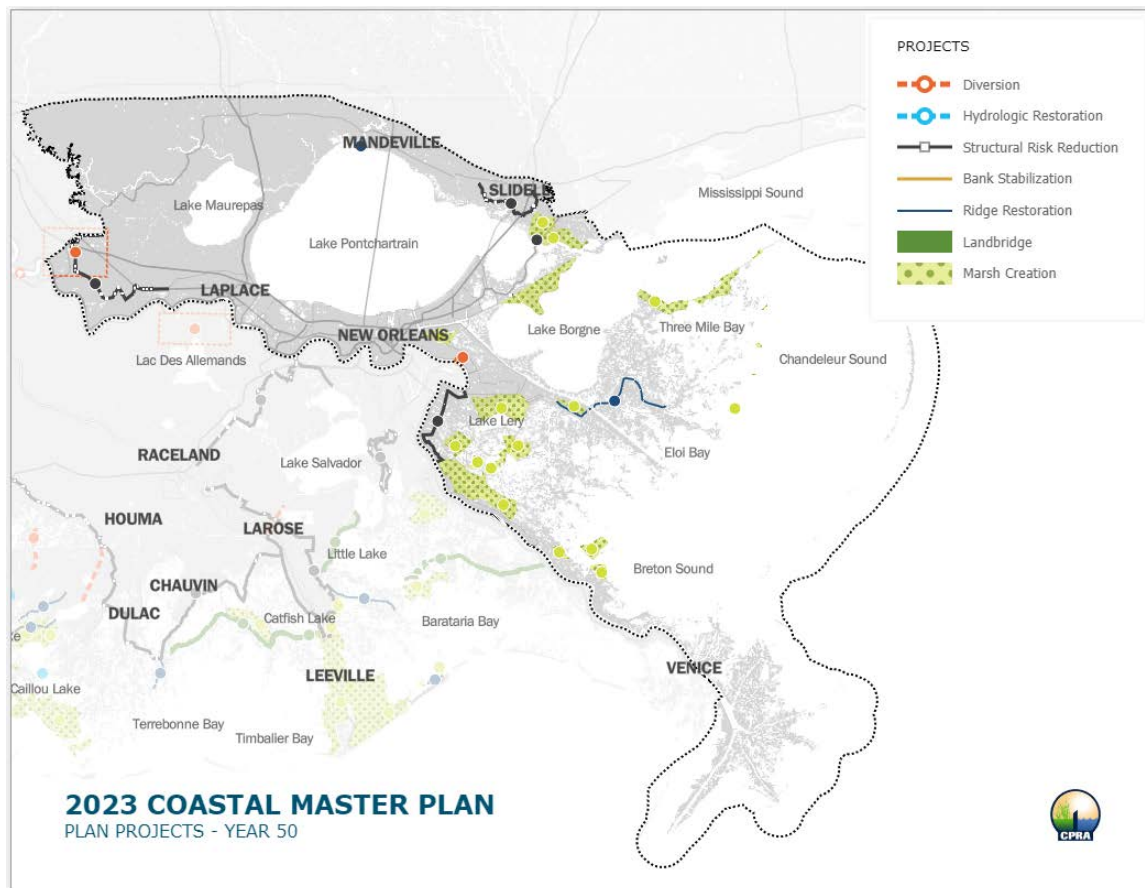 PROJECTS
Diversion
Hydrologic Restoration
Structural Risk Reduction
Bank Stabilization
Ridge Restoration
Landbridge
Marsh Creation
MANDEVILLE
SLIDELL
Mississippi Sound
Lake Maurepas
Lake Pontchartrain
LAPLACE
NEW ORLEANS
Lake Borgne
Three Mile Bay
Lac Des Allemands
Chandeleur Sound
Lake Lery
RACELAND
Lake Salvador
Eloi Bay
HOUMA
LAROSE
Little Lake
CHAUVIN
Breton Sound
DULAC
Catfish Lake
Barataria Bay
ke
LEEVILLE
VENICE
Caillou Lake
Terrebonne Bay
Timbalier Bay
2023 COASTAL MASTER PLAN
PLAN PROJECTS - YEAR 50
CPRA